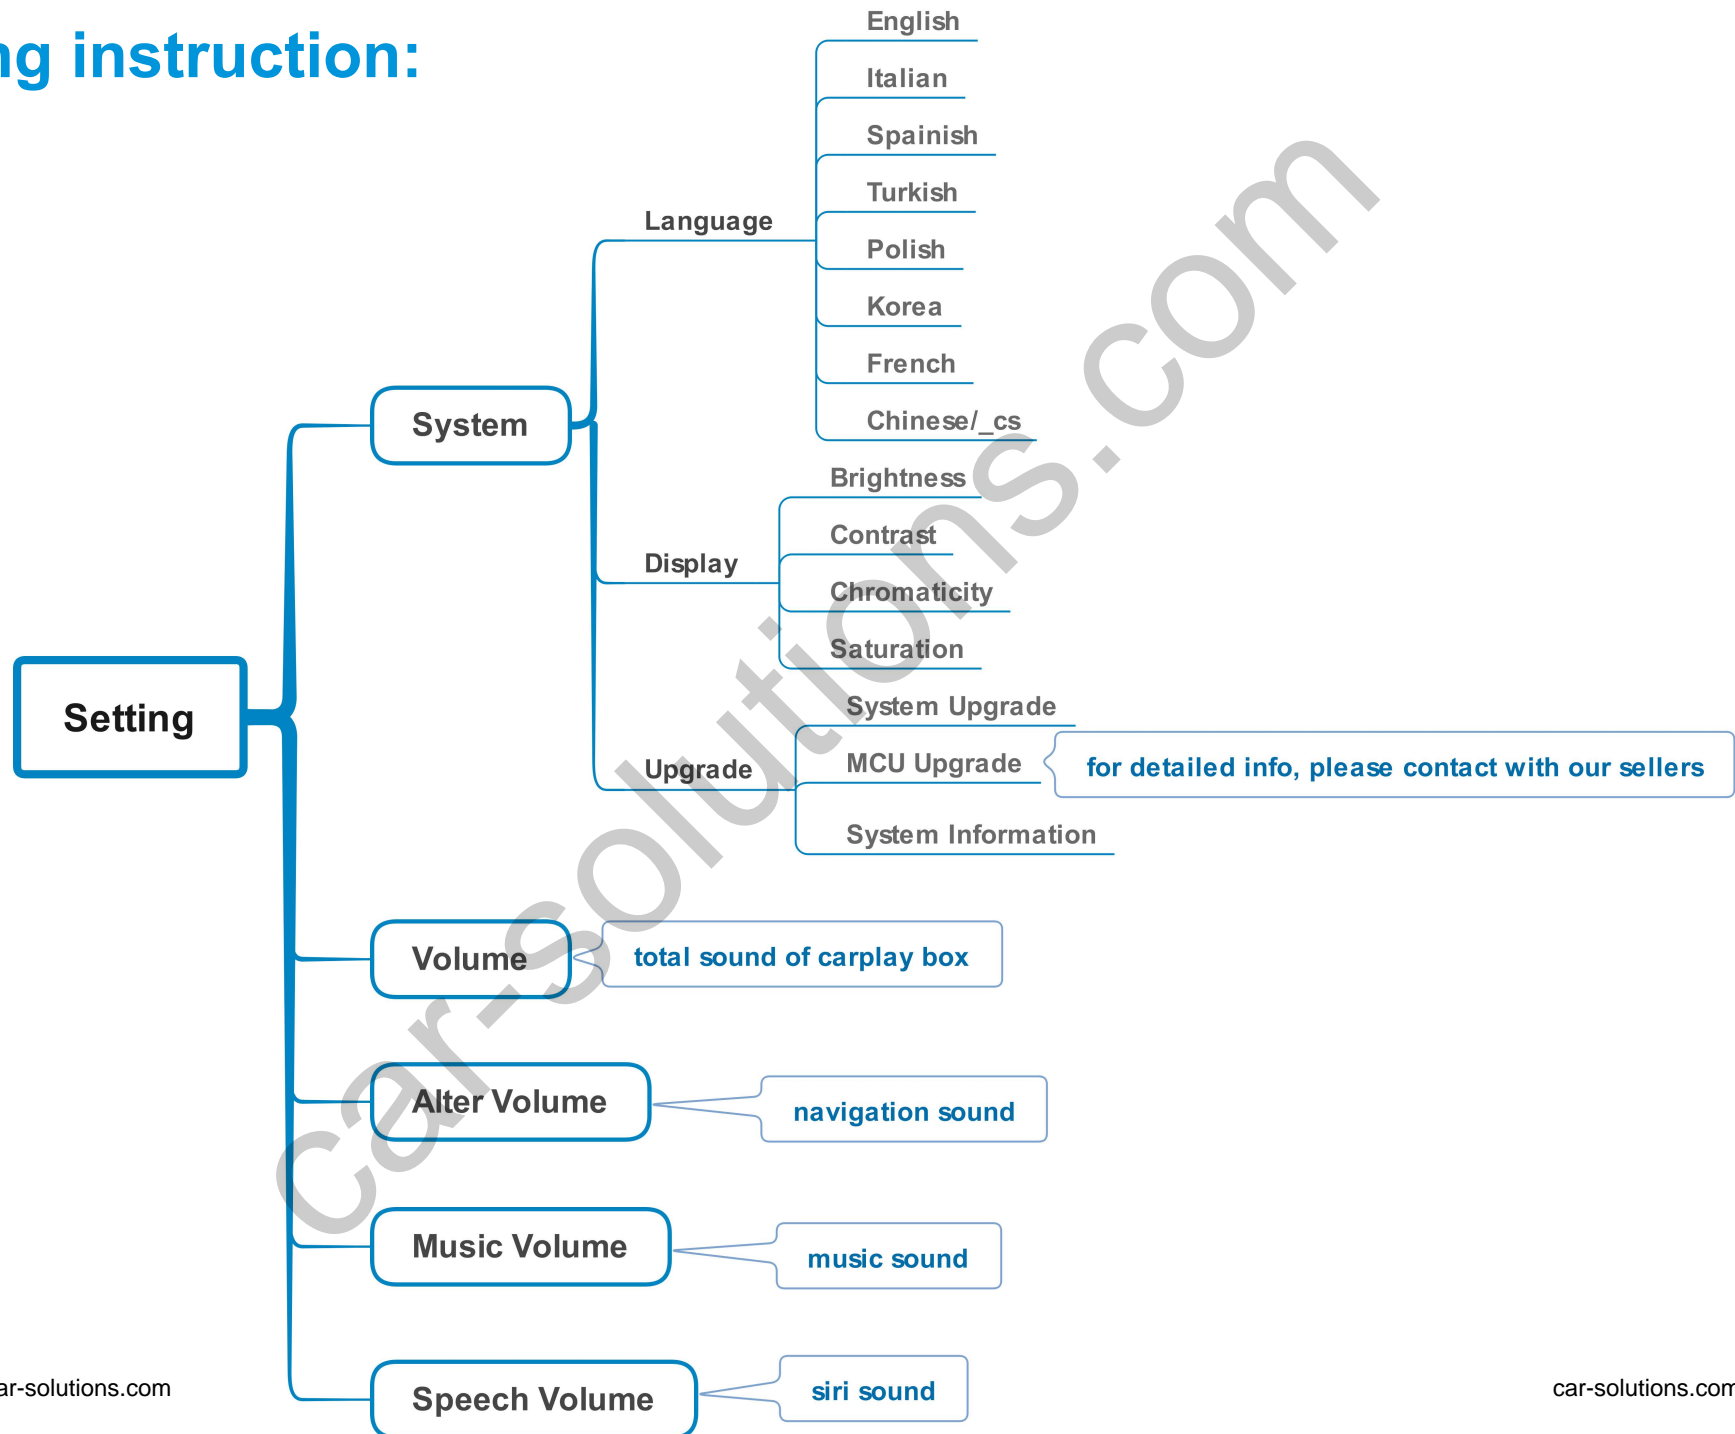 ng instruction:
English
Italian
Spainish
Turkish
Language
Polish
Korea
French
System
Chinese/_cs
Brightness
Contrast
Display
Chromaticity
Saturation
Setting
System Upgrade
Upgrade
MCU Upgrade
for detailed info, please contact with our sellers
System Information
Volume
total sound of carplay box
Alter Volume
navigation sound
Music Volume
music sound
Speech Volume
siri sound
car-solutions.com
ar-solutions.com
car-solutions.com